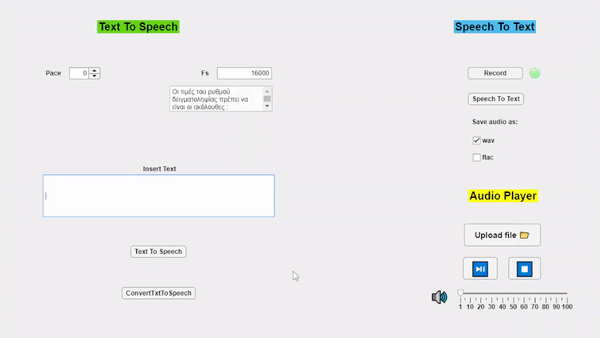 Text To Speech
Speech To Text
Pace
0
Fs
16000
Record
Οι τιμές του ρυθμού
δειγματοληψίας πρέπει να
είναι οι ακόλουθες :
Speech To Text
Save audio as:
wav
flac
Insert Text
Audio Player
Upload file
Text To Speech
ConvertTxtToSpeech
1 10 20 30 40 50 60 70 80 90 100